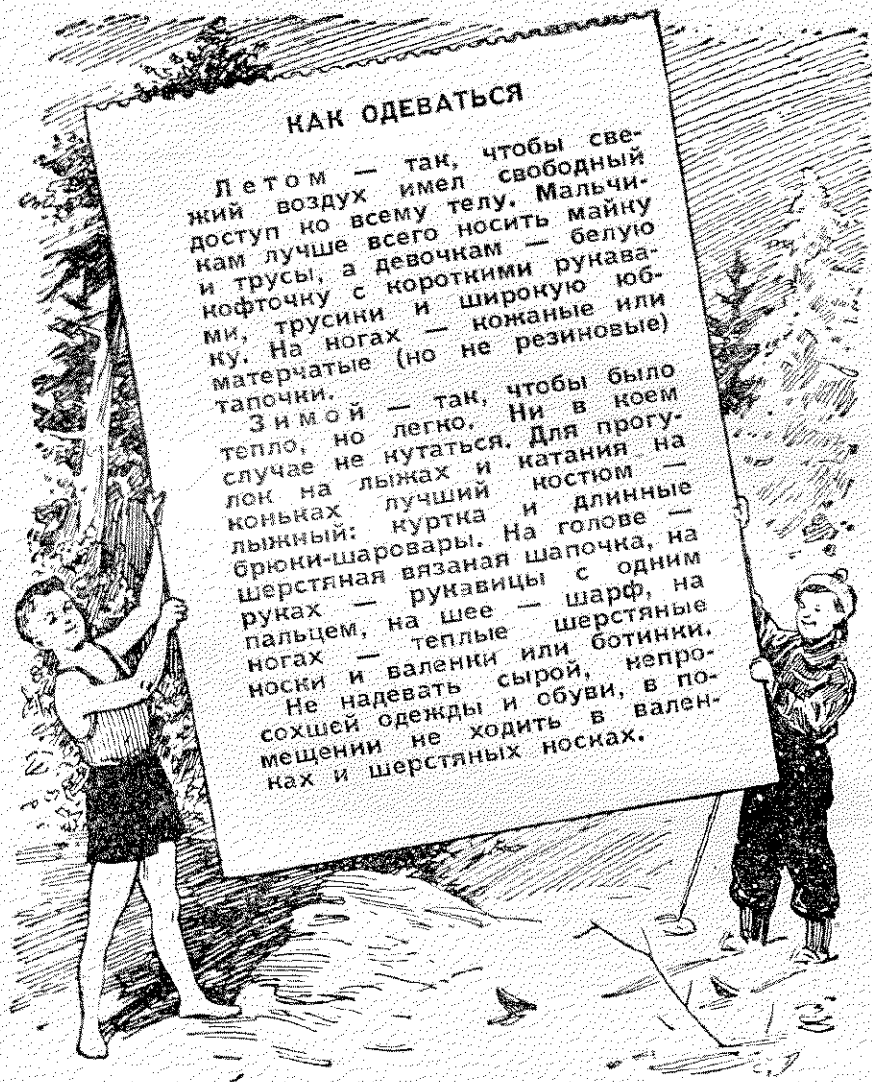 КАК ОДЕВАТЬСЯ
Летом — так, чтобы све-
жий воздух имел свободный
доступ ко всему телу. Мальчи-
кам лучше всего носить майку
и трусы, а девочкам — белую
кофточку с короткими рукава-
ми, трусики и широкую юб-
ку. На ногах — кожаные или
матерчатые (но не резиновые)
тапочки.
Зимой — так, чтобы было
тепло, но легко. Ни в коем
случае не кутаться. Для прогу-
лок на лыжах и катания на
коньках лучший костюм —
лыжный: куртка и длинные
брюки-шаровары. На голове —
шерстяная вязаная шапочка, на
руках — рукавицы с одним
пальцем, на шее — шарф, на
ногах — теплые шерстяные
носки и валенки или ботинки.
Не надевать сырой, непро-
сохшей одежды и обуви, в по-
мещении не ходить в вален-
ках и шерстяных носках.